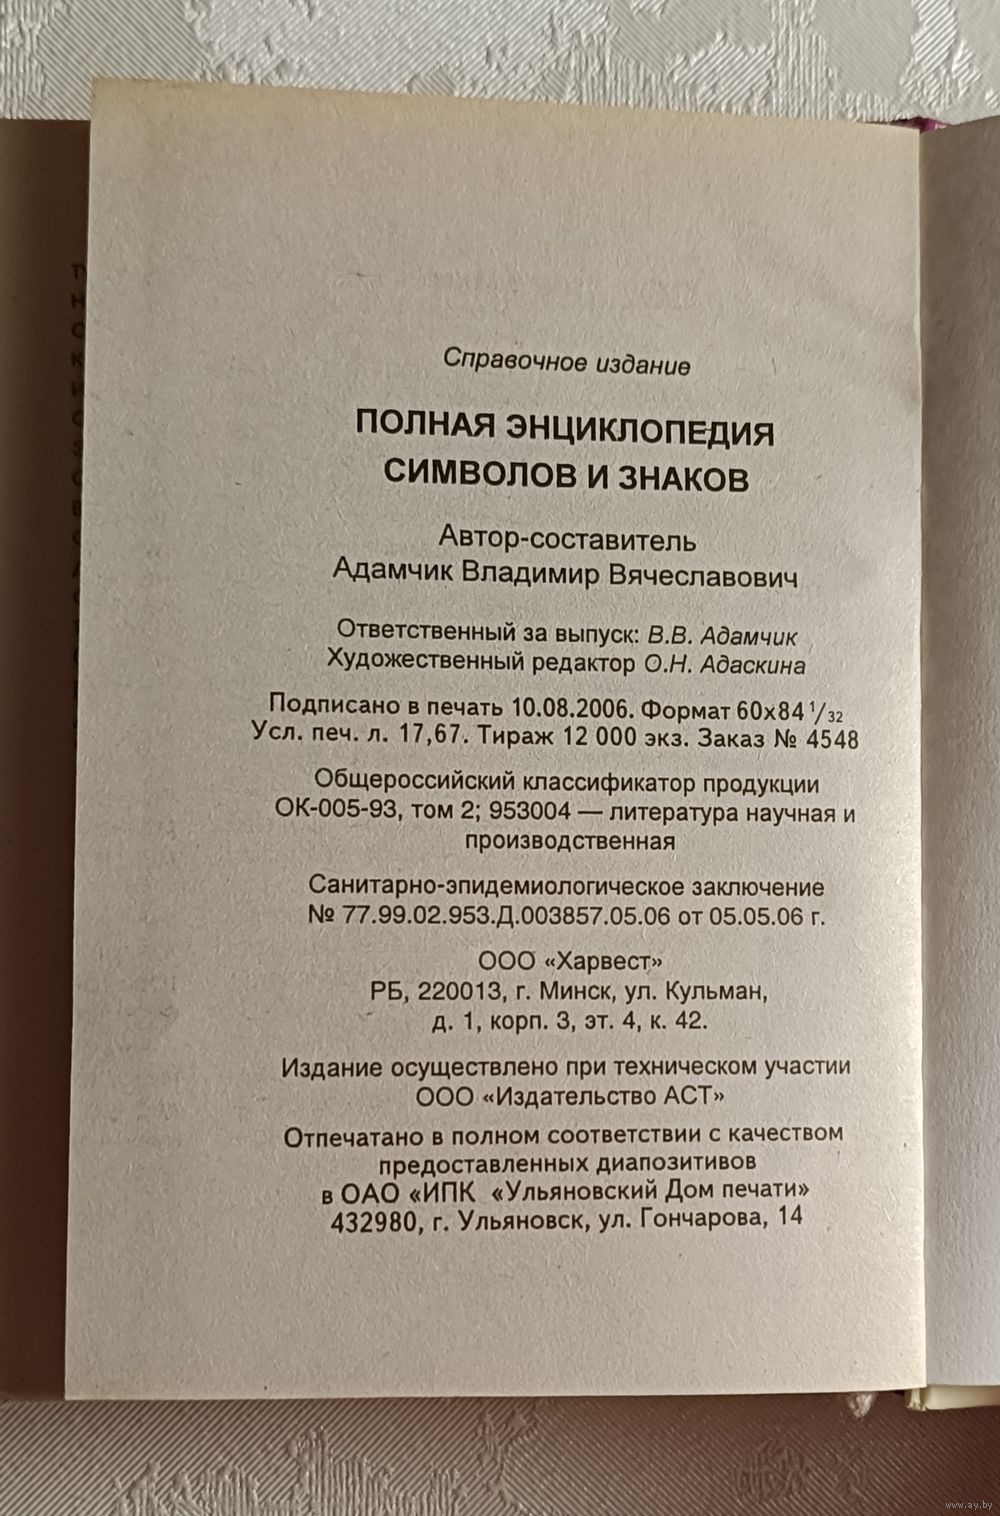 Справочное издание
ПОЛНАЯ ЭНЦИКЛОПЕДИЯ
СИМВОЛОВ И ЗНАКОВ
Автор-составитель
Адамчик Владимир Вячеславович
Ответственный за выпуск: В.В. Адамчик
Художественный редактор О.Н. Адаскина
Подписано в печать 10.08.2006. Формат 60х84 1/32
Усл. печ. л. 17,67. Тираж 12 000 экз. Заказ № 4548
Общероссийский классификатор продукции
ОК-005-93, том 2; 953004 — литература научная и
производственная
Санитарно-эпидемиологическое заключение
№ 77.99.02.953.Д.003857.05.06 от 05.05.06 г.
ООО «Харвест»
РБ, 220013, г. Минск, ул. Кульман,
д. 1, корп. 3, эт. 4, к. 42.
Издание осуществлено при техническом участии
ООО «Издательство АСТ»
Отпечатано в полном соответствии с качеством
предоставленных диапозитивов
в ОАО «ИПК «Ульяновский Дом печати»
432980, г. Ульяновск, ул. Гончарова, 14
www.ay.by